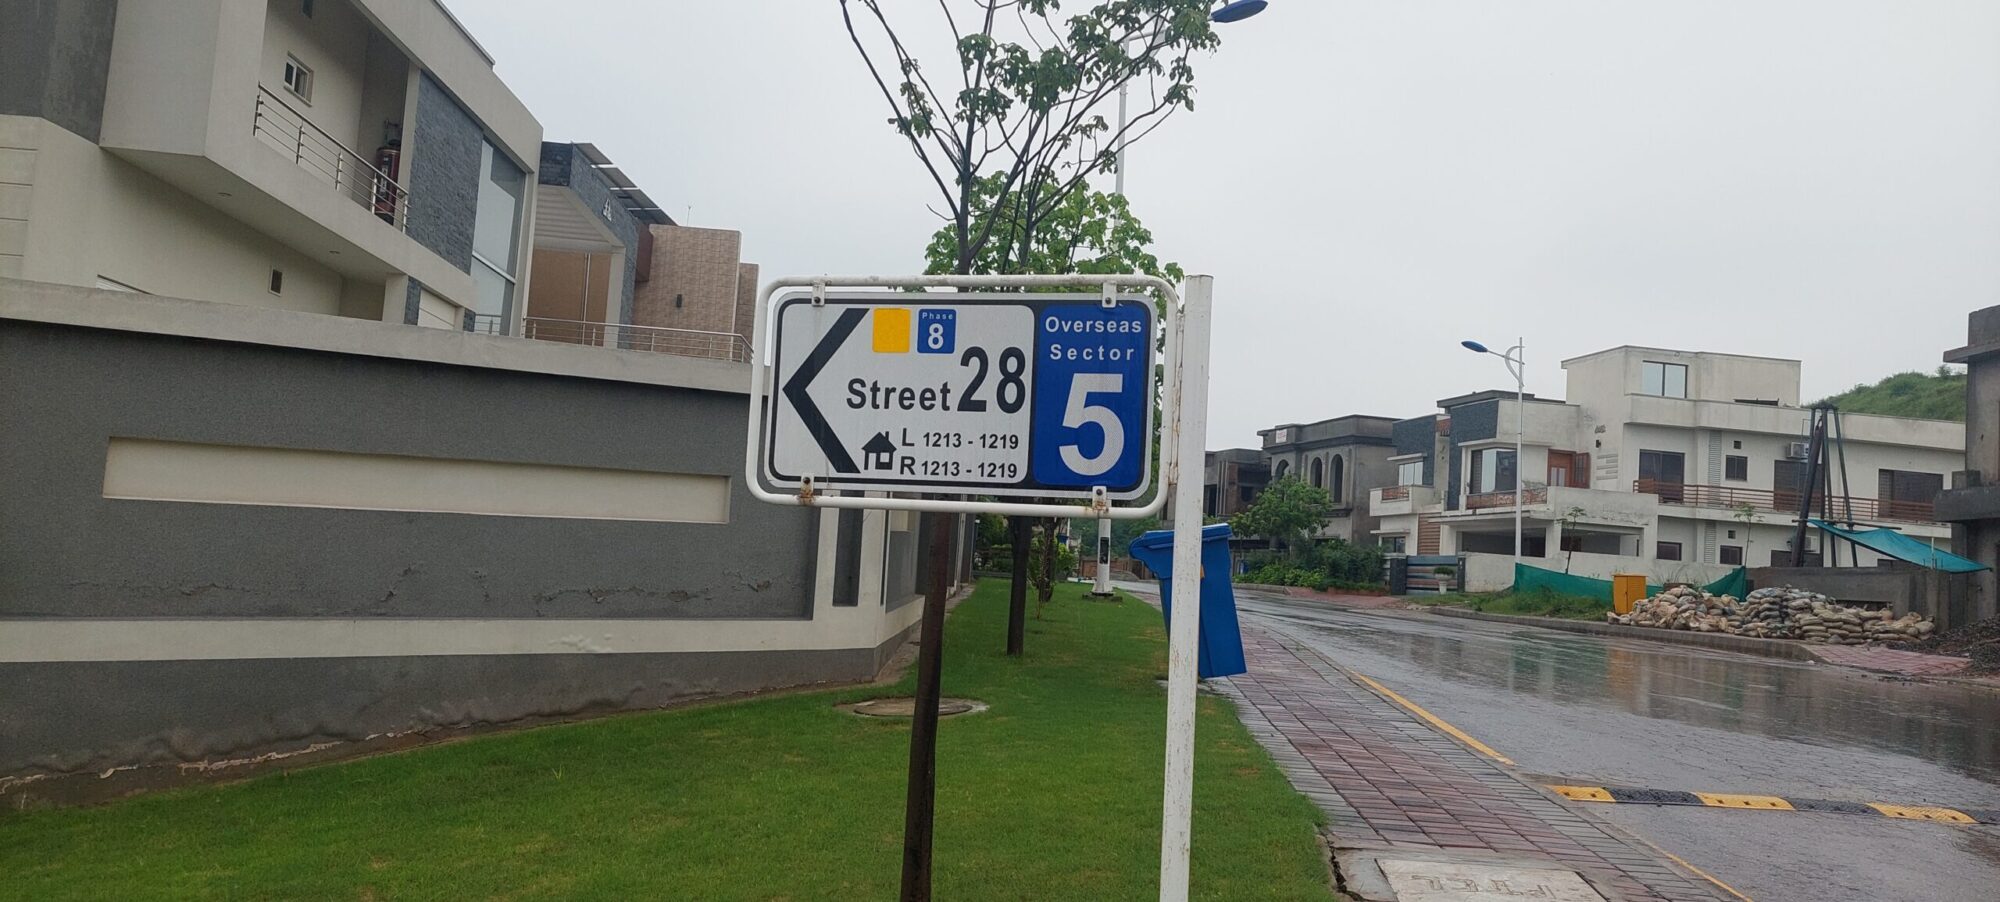 Phase
8
Street 28
L 1213 - 1219
R 1213 - 1219
Overseas
Sector
5